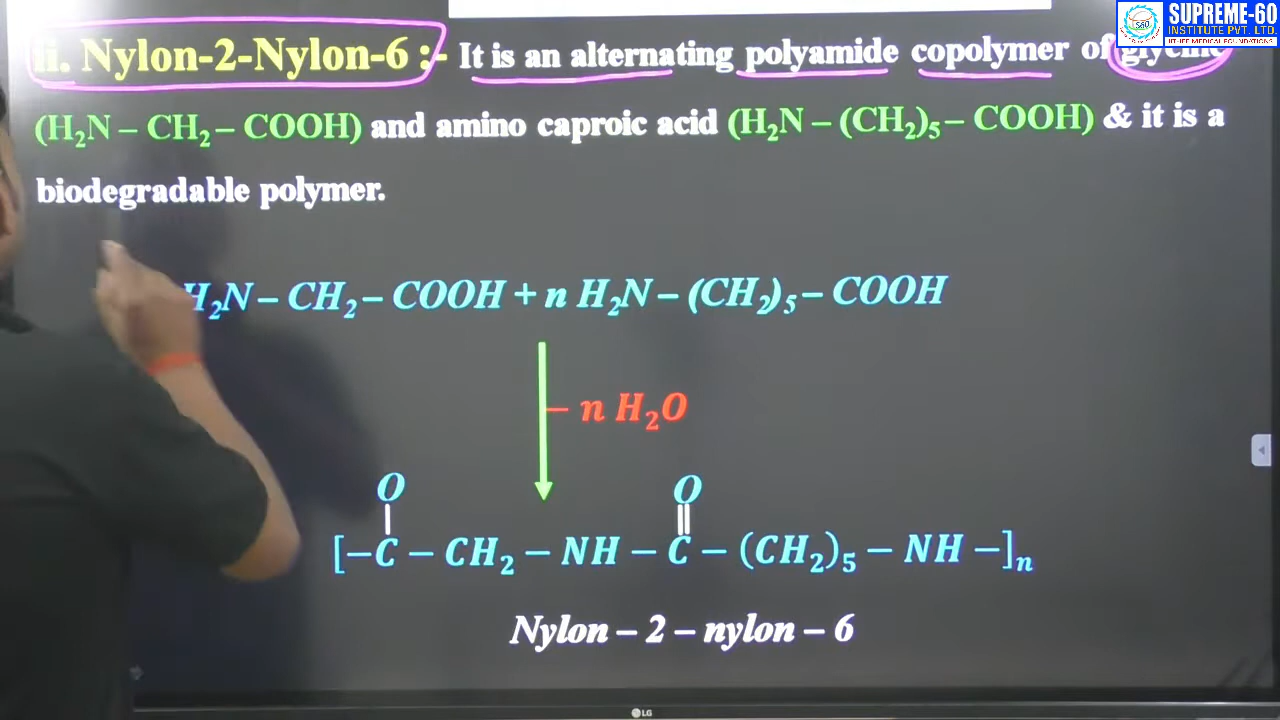 SUPREME-60
INSTITUTE PVT. LTD.
S60
ii. Nylon-2-Nylon-6 :- It is an alternating polyamide copolymer of glycine
(H₂N – CH₂ – COOH) and amino caproic acid (H₂N – (CH₂)₅ – COOH) & it is a
biodegradable polymer.
H₂N – CH₂ – COOH + n H₂N – (CH₂)₅ – COOH
– n H₂O
O O
[–C – CH₂ – NH – C – (CH₂)₅ – NH –]ₙ
Nylon – 2 – nylon – 6
LG